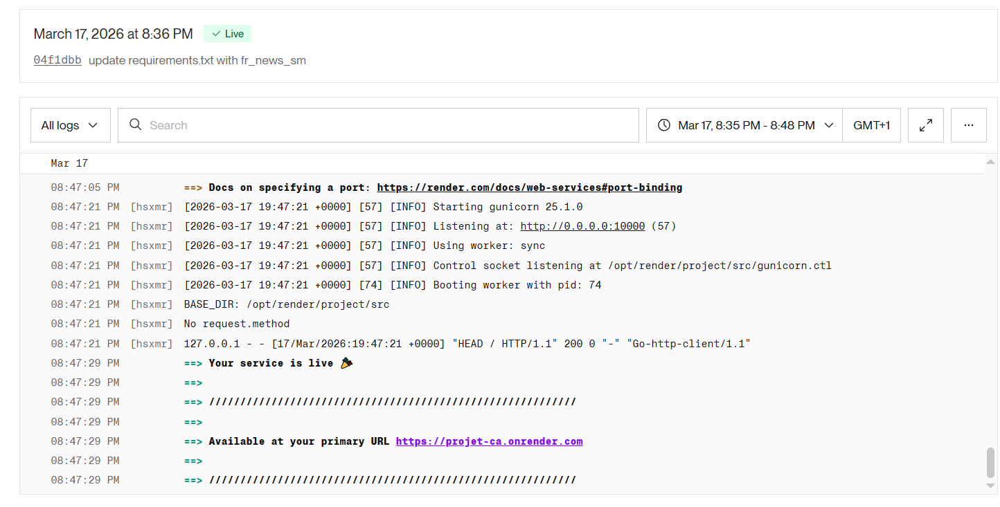 March 17, 2026 at 8:36 PM Live
04f1dbb update requirements.txt with fr_news_sm
All logs Search Mar 17, 8:35 PM - 8:48 PM GMT+1 ...
Mar 17
08:47:05 PM ==> Docs on specifying a port: https://render.com/docs/web-services#port-binding
08:47:21 PM [hsxmr] [2026-03-17 19:47:21 +0000] [57] [INFO] Starting gunicorn 25.1.0
08:47:21 PM [hsxmr] [2026-03-17 19:47:21 +0000] [57] [INFO] Listening at: http://0.0.0.0:10000 (57)
08:47:21 PM [hsxmr] [2026-03-17 19:47:21 +0000] [57] [INFO] Using worker: sync
08:47:21 PM [hsxmr] [2026-03-17 19:47:21 +0000] [57] [INFO] Control socket listening at /opt/render/project/src/gunicorn.ctl
08:47:21 PM [hsxmr] [2026-03-17 19:47:21 +0000] [74] [INFO] Booting worker with pid: 74
08:47:21 PM [hsxmr] BASE_DIR: /opt/render/project/src
08:47:21 PM [hsxmr] No request.method
08:47:21 PM [hsxmr] 127.0.0.1 - - [17/Mar/2026:19:47:21 +0000] "HEAD / HTTP/1.1" 200 0 "-" "Go-http-client/1.1"
08:47:29 PM ==> Your service is live 🎉
08:47:29 PM ==>
08:47:29 PM ==> ///////////////////////////////////////////////////////////
08:47:29 PM ==>
08:47:29 PM ==> Available at your primary URL https://projet-ca.onrender.com
08:47:29 PM ==>
08:47:29 PM ==> ///////////////////////////////////////////////////////////